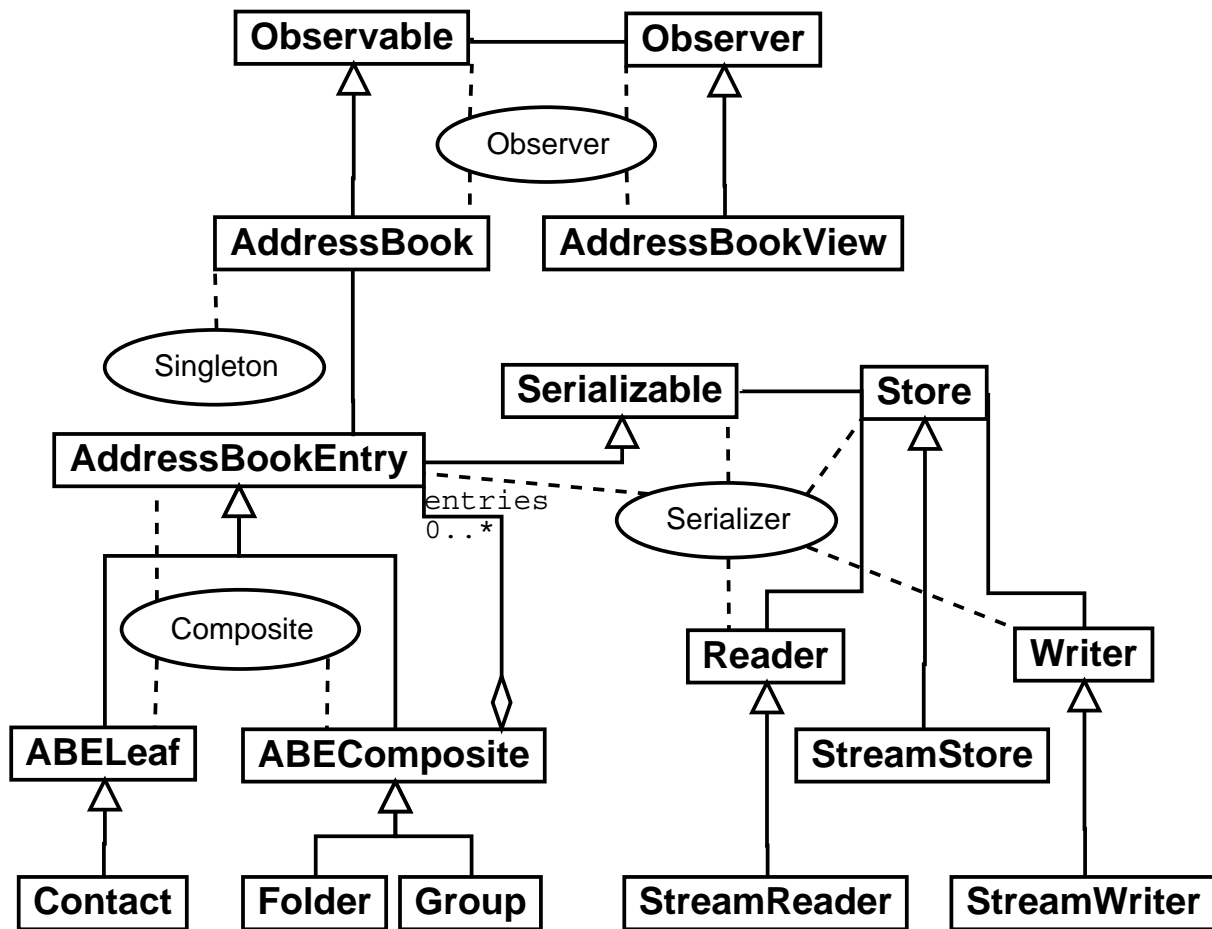 Observable
Observer
Observer
AddressBook
AddressBookView
Singleton
Serializable
Store
AddressBookEntry
entries
0..*
Serializer
Composite
Reader
Writer
ABELeaf
ABEComposite
StreamStore
Contact
Folder
Group
StreamReader
StreamWriter